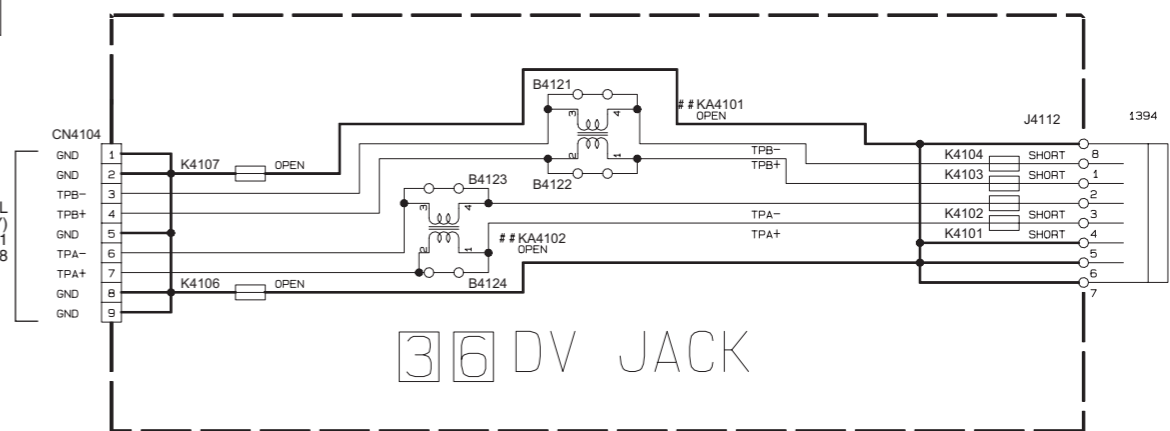 B4121
##KA4101
OPEN
J4112
1394
CN4104
GND 1
GND 2
TPB- 3
TPB+ 4
GND 5
TPA- 6
TPA+ 7
GND 8
GND 9
L
)
1
8
K4107
OPEN
3 4
2 1
B4122
TPB-
TPB+
B4123
3 4
2 1
B4124
##KA4102
OPEN
TPA-
TPA+
K4106
OPEN
K4104 SHORT
K4103 SHORT
K4102 SHORT
K4101 SHORT
8
1
2
3
4
5
6
7
36 DV JACK